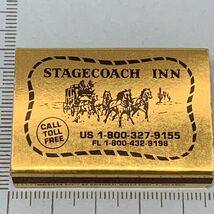 STAGECOACH INN
CALL
TOLL
FREE
US 1-800-327-9155
FL 1-800-432-9198